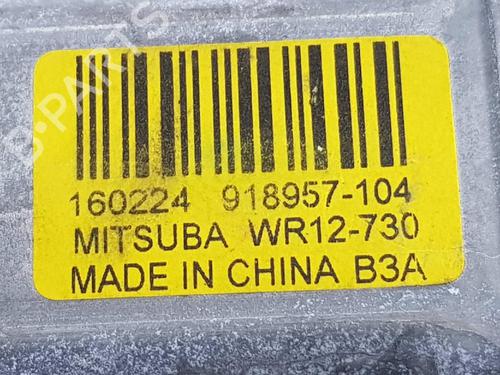 B-PARTS
160224 918957-104
MITSUBA WR12-730
MADE IN CHINA B3A